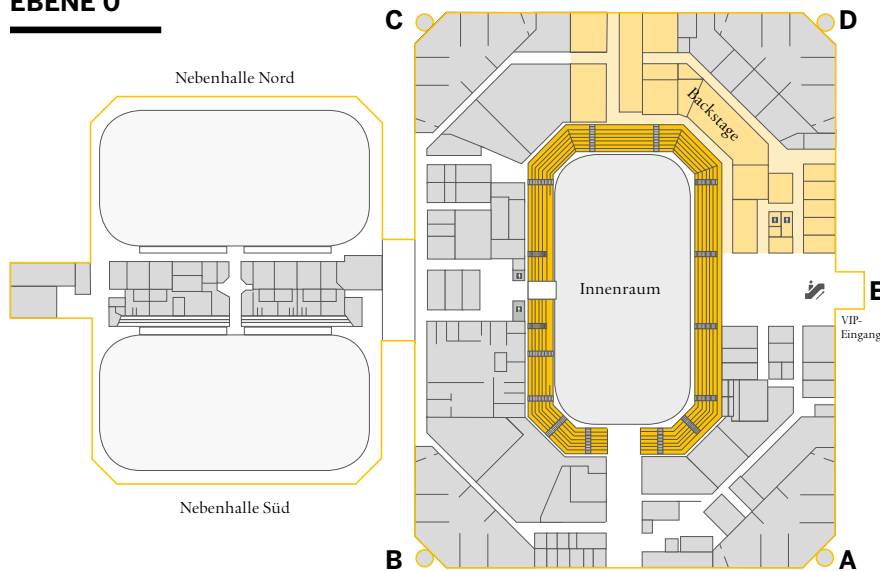 EBENE 0
C
D
Nebenhalle Nord
Backstage
Innenraum
E
VIP-
Eingang
Nebenhalle Süd
B
A